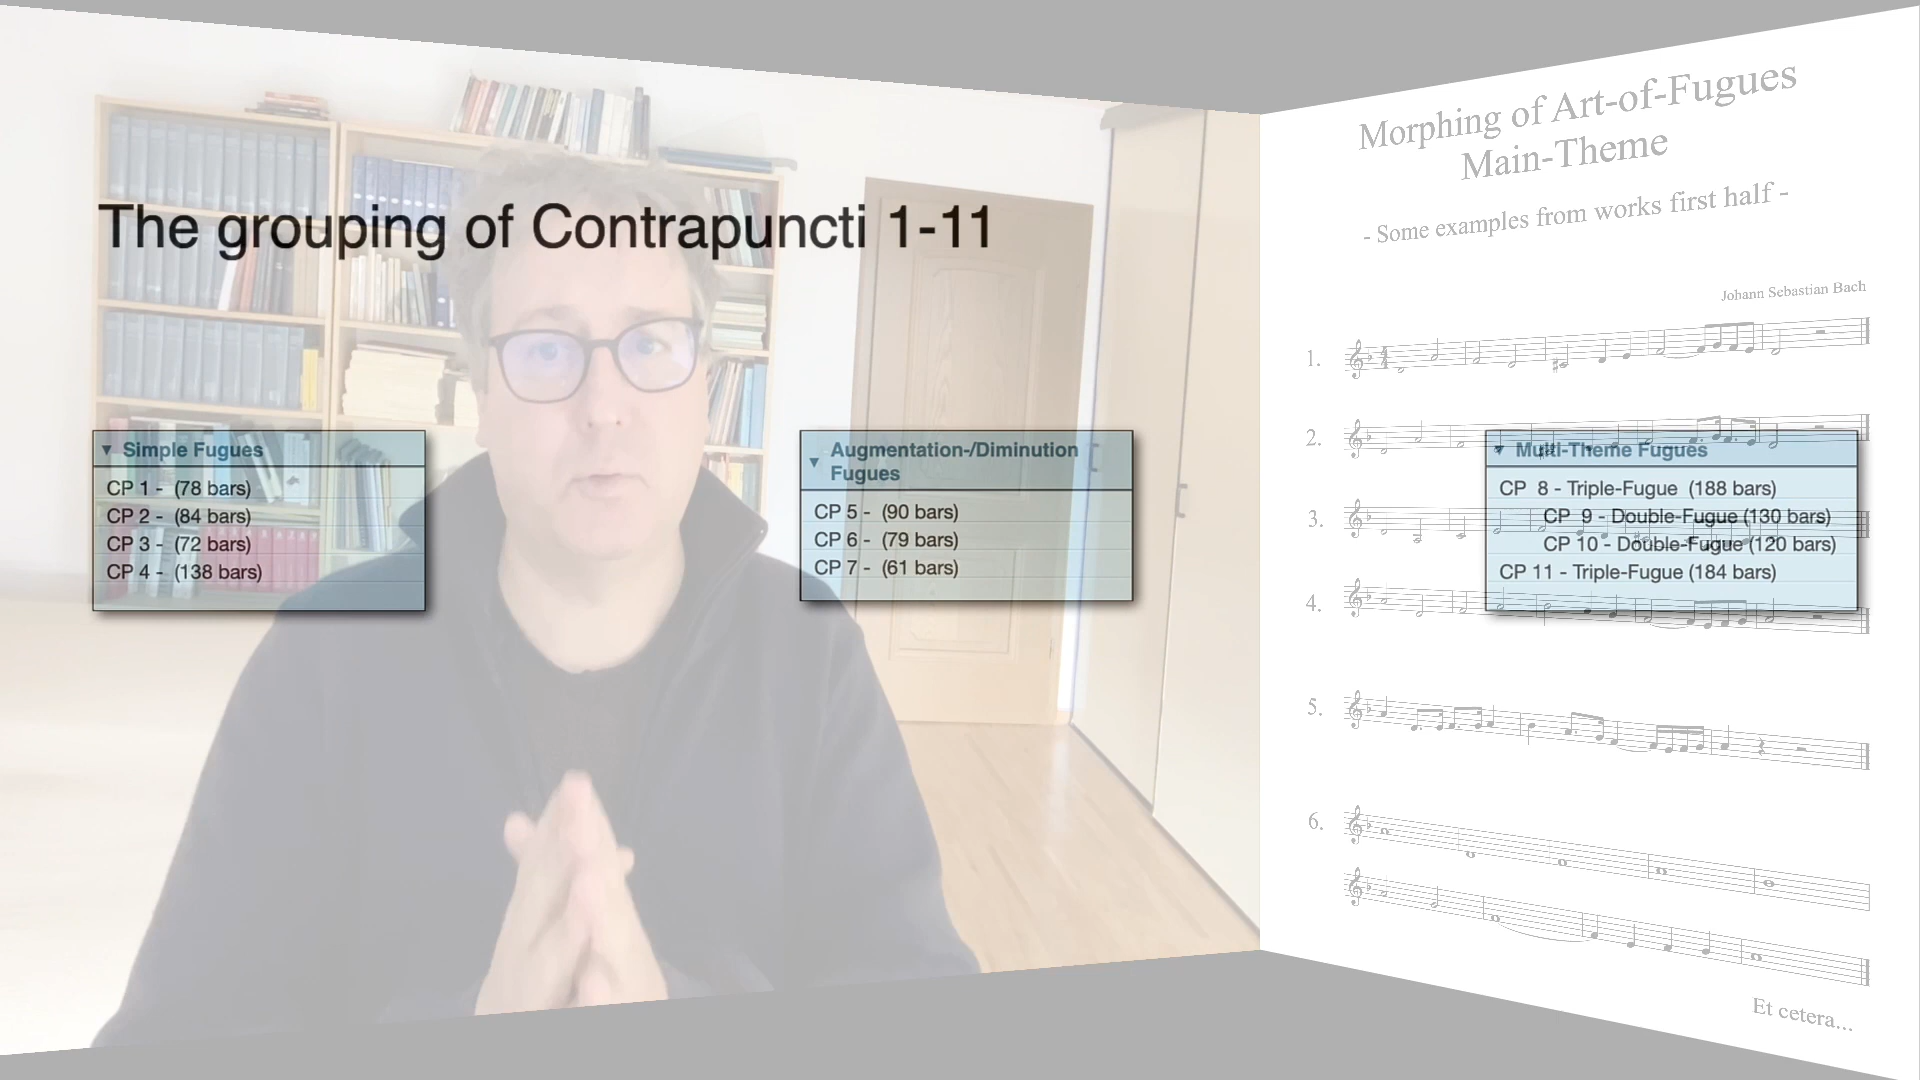 The grouping of Contrapuncti 1-11
Simple Fugues
CP 1 - (78 bars)
CP 2 - (84 bars)
CP 3 - (72 bars)
CP 4 - (138 bars)
Augmentation-/Diminution
Fugues
CP 5 - (90 bars)
CP 6 - (79 bars)
CP 7 - (61 bars)
Multi-Theme Fugues
CP 8 - Triple-Fugue (188 bars)
CP 9 - Double-Fugue (130 bars)
CP 10 - Double-Fugue (120 bars)
CP 11 - Triple-Fugue (184 bars)
Morphing of Art-of-Fugues
Main-Theme
- Some examples from works first half -
Johann Sebastian Bach
1.
2.
3.
4.
5.
6.
Et cetera...